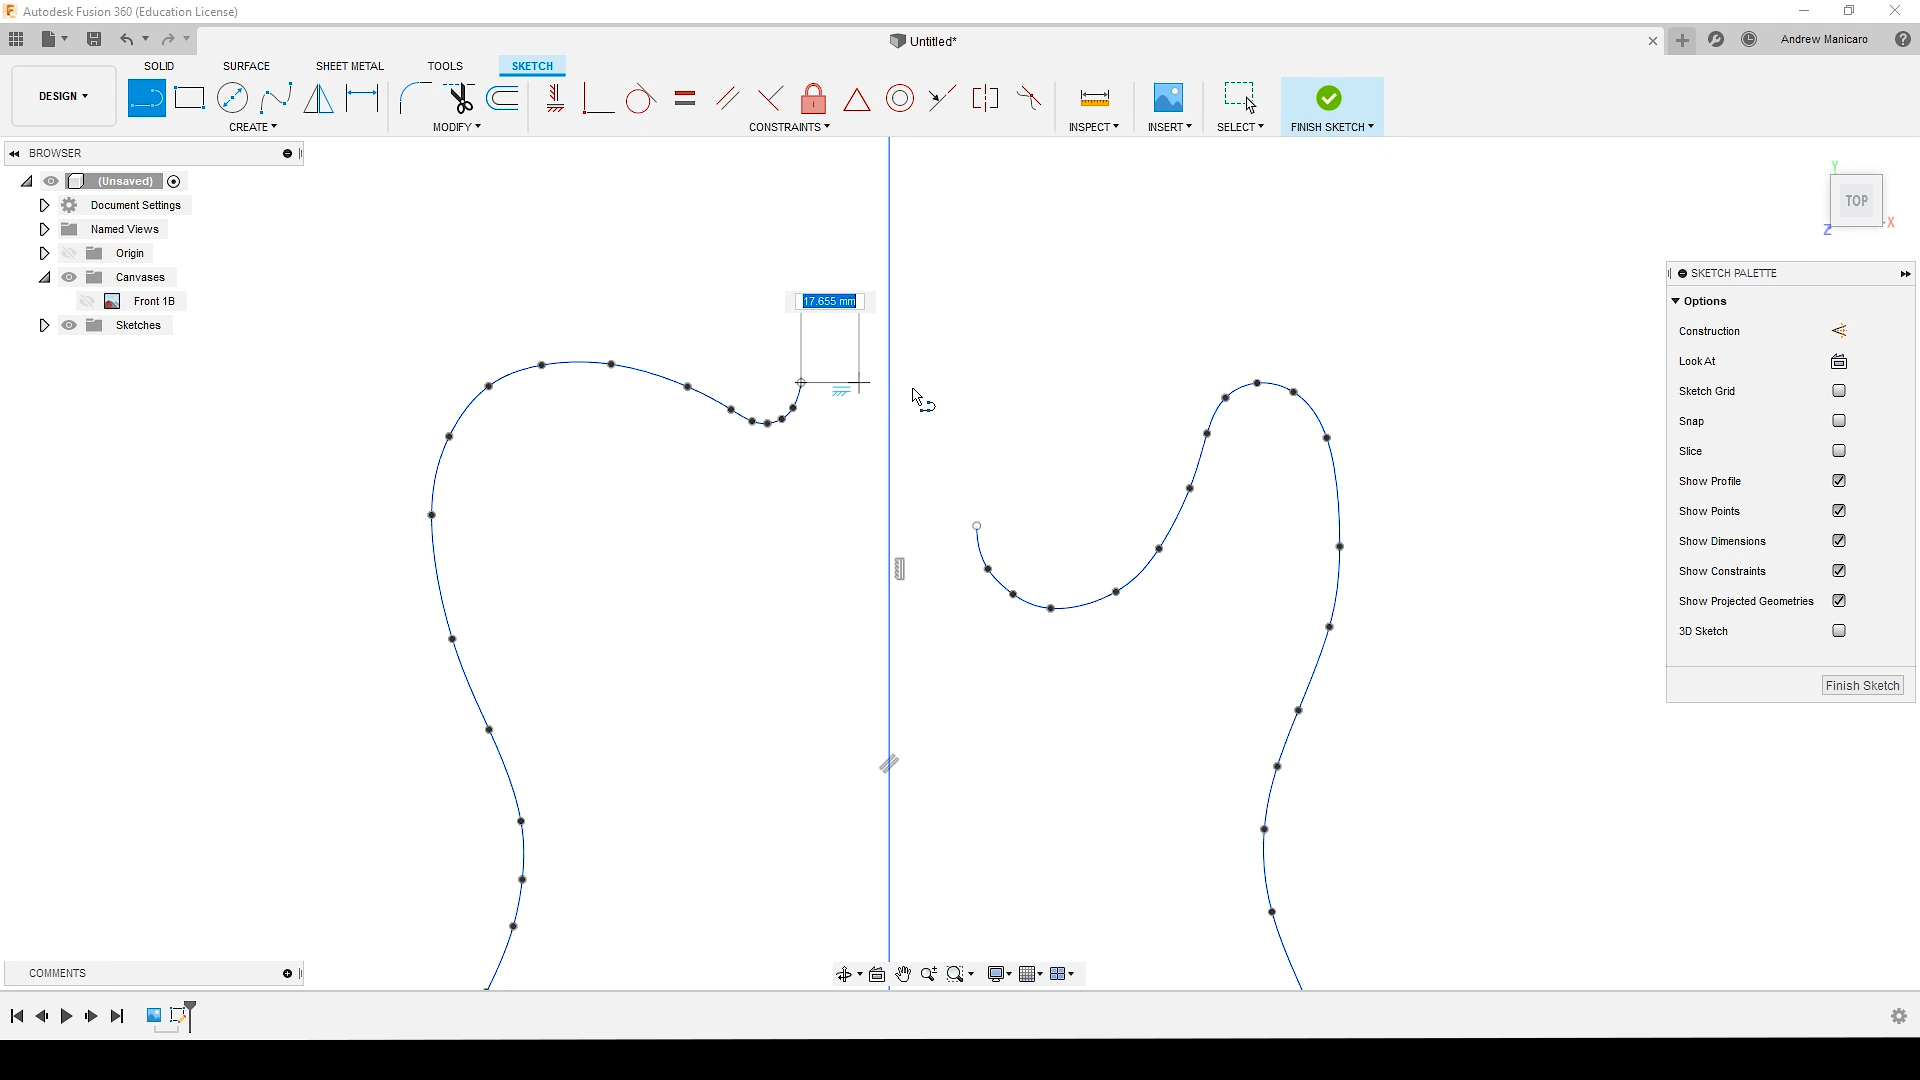 Autodesk Fusion 360 (Education License)
Untitled*
Andrew Manicaro
SOLID SURFACE SHEET METAL TOOLS SKETCH
DESIGN
CREATE MODIFY CONSTRAINTS INSPECT INSERT SELECT FINISH SKETCH
BROWSER
(Unsaved)
Document Settings
Named Views
Origin
Canvases
Front 1B
Sketches
17.655 mm
Y
TOP
X
Z
SKETCH PALETTE
Options
Construction
Look At
Sketch Grid
Snap
Slice
Show Profile
Show Points
Show Dimensions
Show Constraints
Show Projected Geometries
3D Sketch
Finish Sketch
COMMENTS